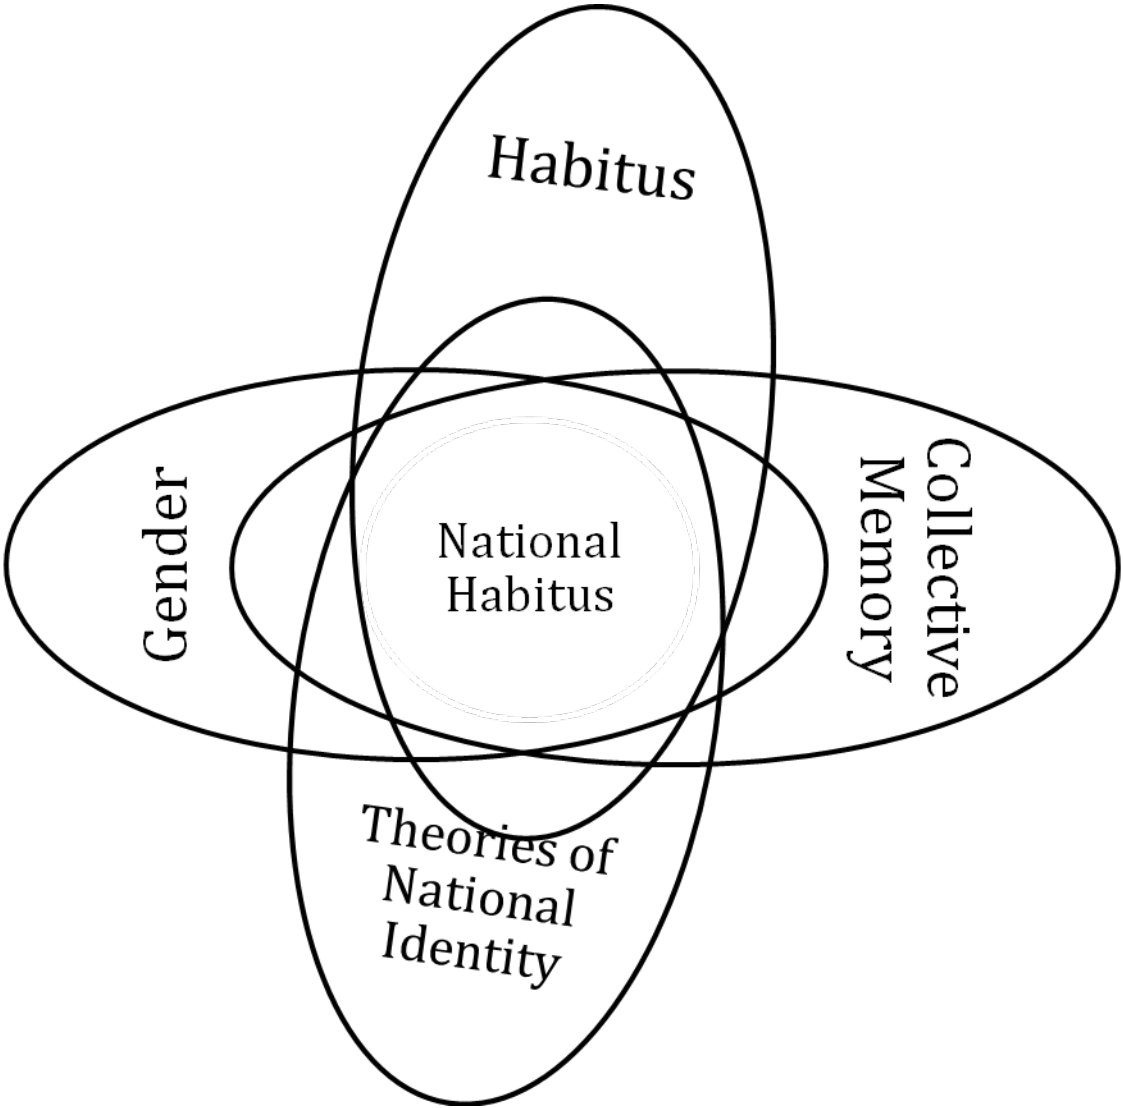 Habitus
Gender
National
Habitus
Collective
Memory
Theories of
National
Identity